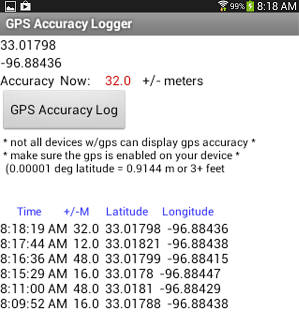 99% 8:18 AM
GPS Accuracy Logger
33.01798
-96.88436
Accuracy Now: 32.0 +/- meters
GPS Accuracy Log
* not all devices w/gps can display gps accuracy *
* make sure the gps is enabled on your device *
(0.00001 deg latitude = 0.9144 m or 3+ feet
Time +/-M Latitude Longitude
8:18:19 AM 32.0 33.01798 -96.88436
8:17:44 AM 12.0 33.01821 -96.88438
8:16:36 AM 48.0 33.01799 -96.88415
8:15:29 AM 16.0 33.0178 -96.88447
8:11:00 AM 48.0 33.0181 -96.88429
8:09:52 AM 16.0 33.01788 -96.88438